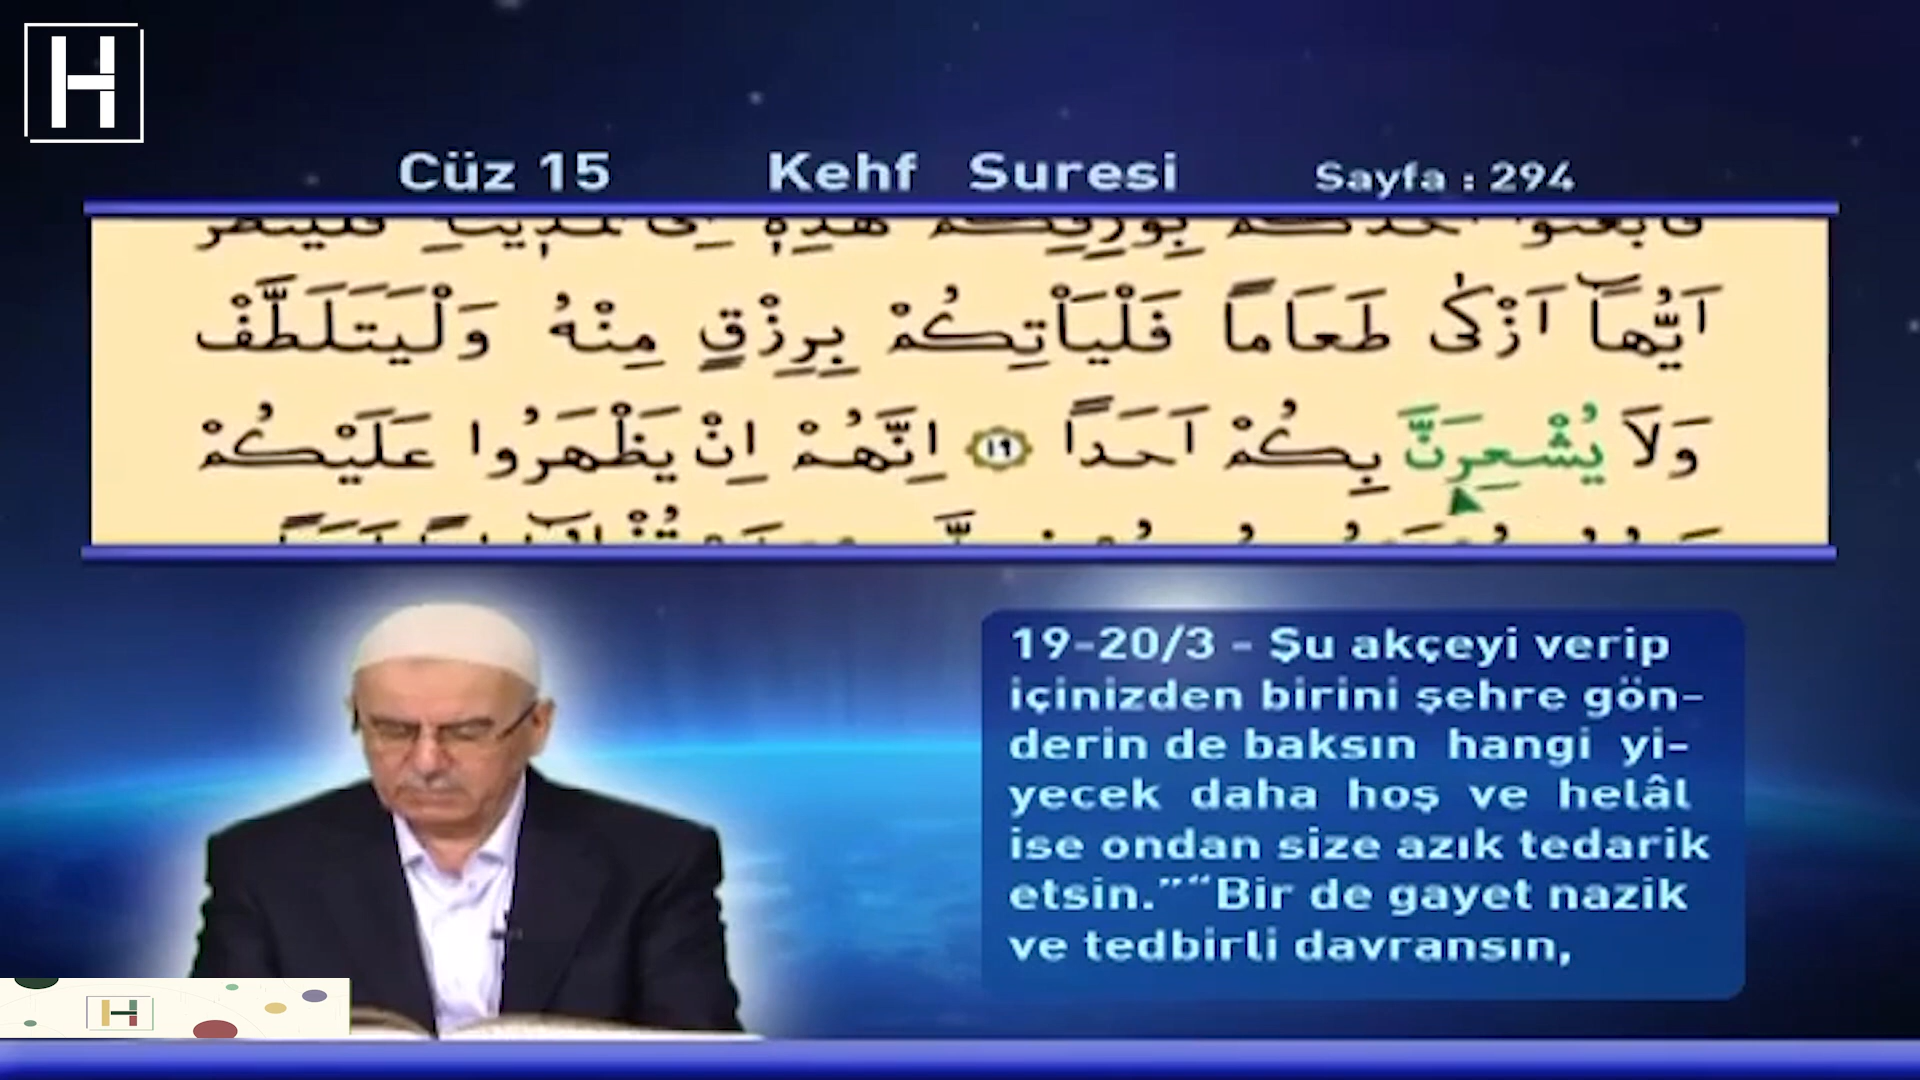 H
Cüz 15 Kehf Suresi Sayfa : 294
اَيُّهَٓا اَزْكٰى طَعَاماً فَلْيَأْتِكُمْ بِرِزْقٍ مِنْهُ وَلْيَتَلَطَّفْ
وَلَا يُشْعِرَنَّ بِكُمْ اَحَداً ١٩ اِنَّهُمْ اِنْ يَظْهَرُوا عَلَيْكُمْ
19-20/3 - Şu akçeyi verip
içinizden birini şehre gön-
derin de baksın hangi yi-
yecek daha hoş ve helâl
ise ondan size azık tedarik
etsin.”“Bir de gayet nazik
ve tedbirli davransın,
H